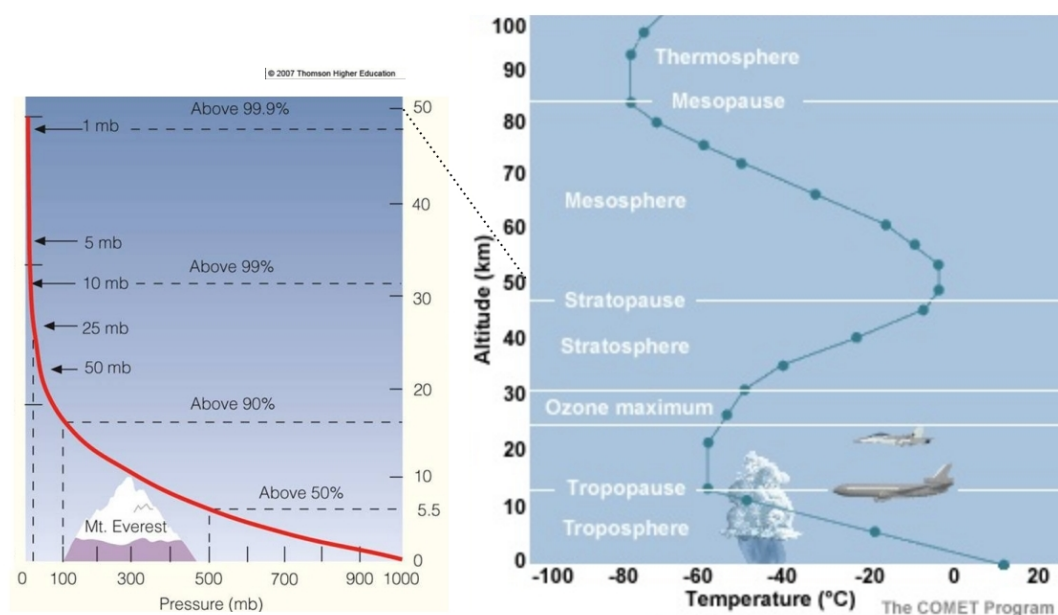 © 2007 Thomson Higher Education
Above 99.9%
50
1 mb
40
5 mb
Above 99%
10 mb
30
25 mb
50 mb
20
Above 90%
10
Above 50%
5.5
Mt. Everest
0
0 100 300 500 700 900 1000
Pressure (mb)
100
Thermosphere
90
Mesopause
80
70
Mesosphere
60
Altitude (km)
50
Stratopause
40
Stratosphere
30
Ozone maximum
20
Tropopause
10
Troposphere
0
-100 -80 -60 -40 -20 0 20
Temperature (°C)
The COMET Program